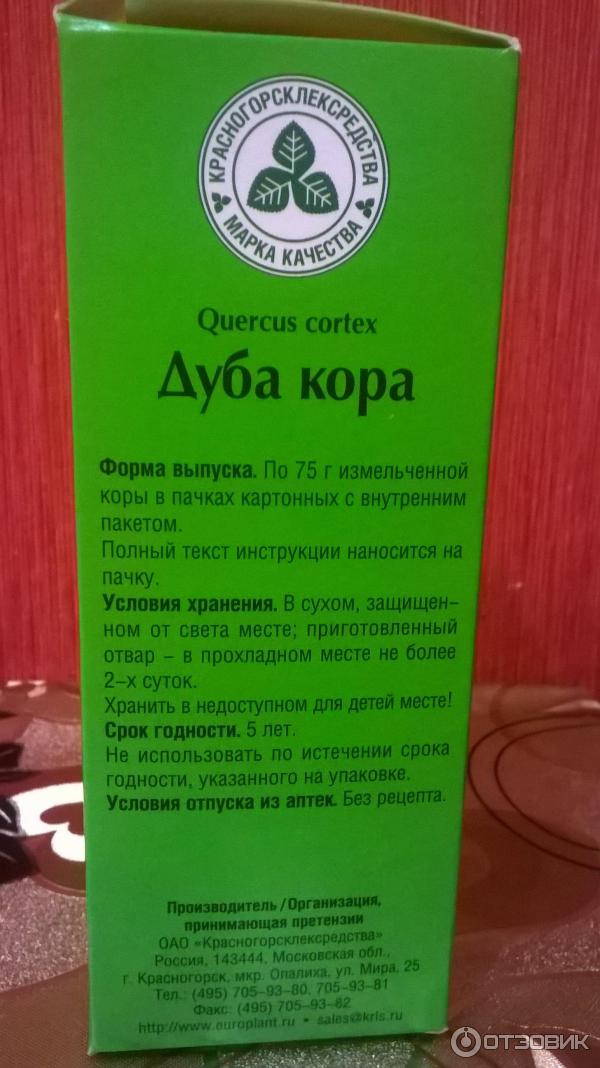 КРАСНОГОРСКЛЕКСРЕДСТВА
МАРКА КАЧЕСТВА
Quercus cortex
Дуба кора
Форма выпуска. По 75 г измельченной
коры в пачках картонных с внутренним
пакетом.
Полный текст инструкции наносится на
пачку.
Условия хранения. В сухом, защищен-
ном от света месте; приготовленный
отвар – в прохладном месте не более
2-х суток.
Хранить в недоступном для детей месте!
Срок годности. 5 лет.
Не использовать по истечении срока
годности, указанного на упаковке.
Условия отпуска из аптек. Без рецепта.
Производитель/Организация,
принимающая претензии
ОАО «Красногорсклексредства»
Россия, 143444, Московская обл.,
г. Красногорск, мкр. Опалиха, ул. Мира, 25
Тел.: (495) 705-93-80, 705-93-81
Факс: (495) 705-93-82
http://www.europlant.ru • sales@krls.ru
ОТЗОВИК